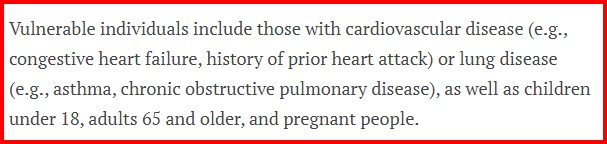 Vulnerable individuals include those with cardiovascular disease (e.g.,
congestive heart failure, history of prior heart attack) or lung disease
(e.g., asthma, chronic obstructive pulmonary disease), as well as children
under 18, adults 65 and older, and pregnant people.